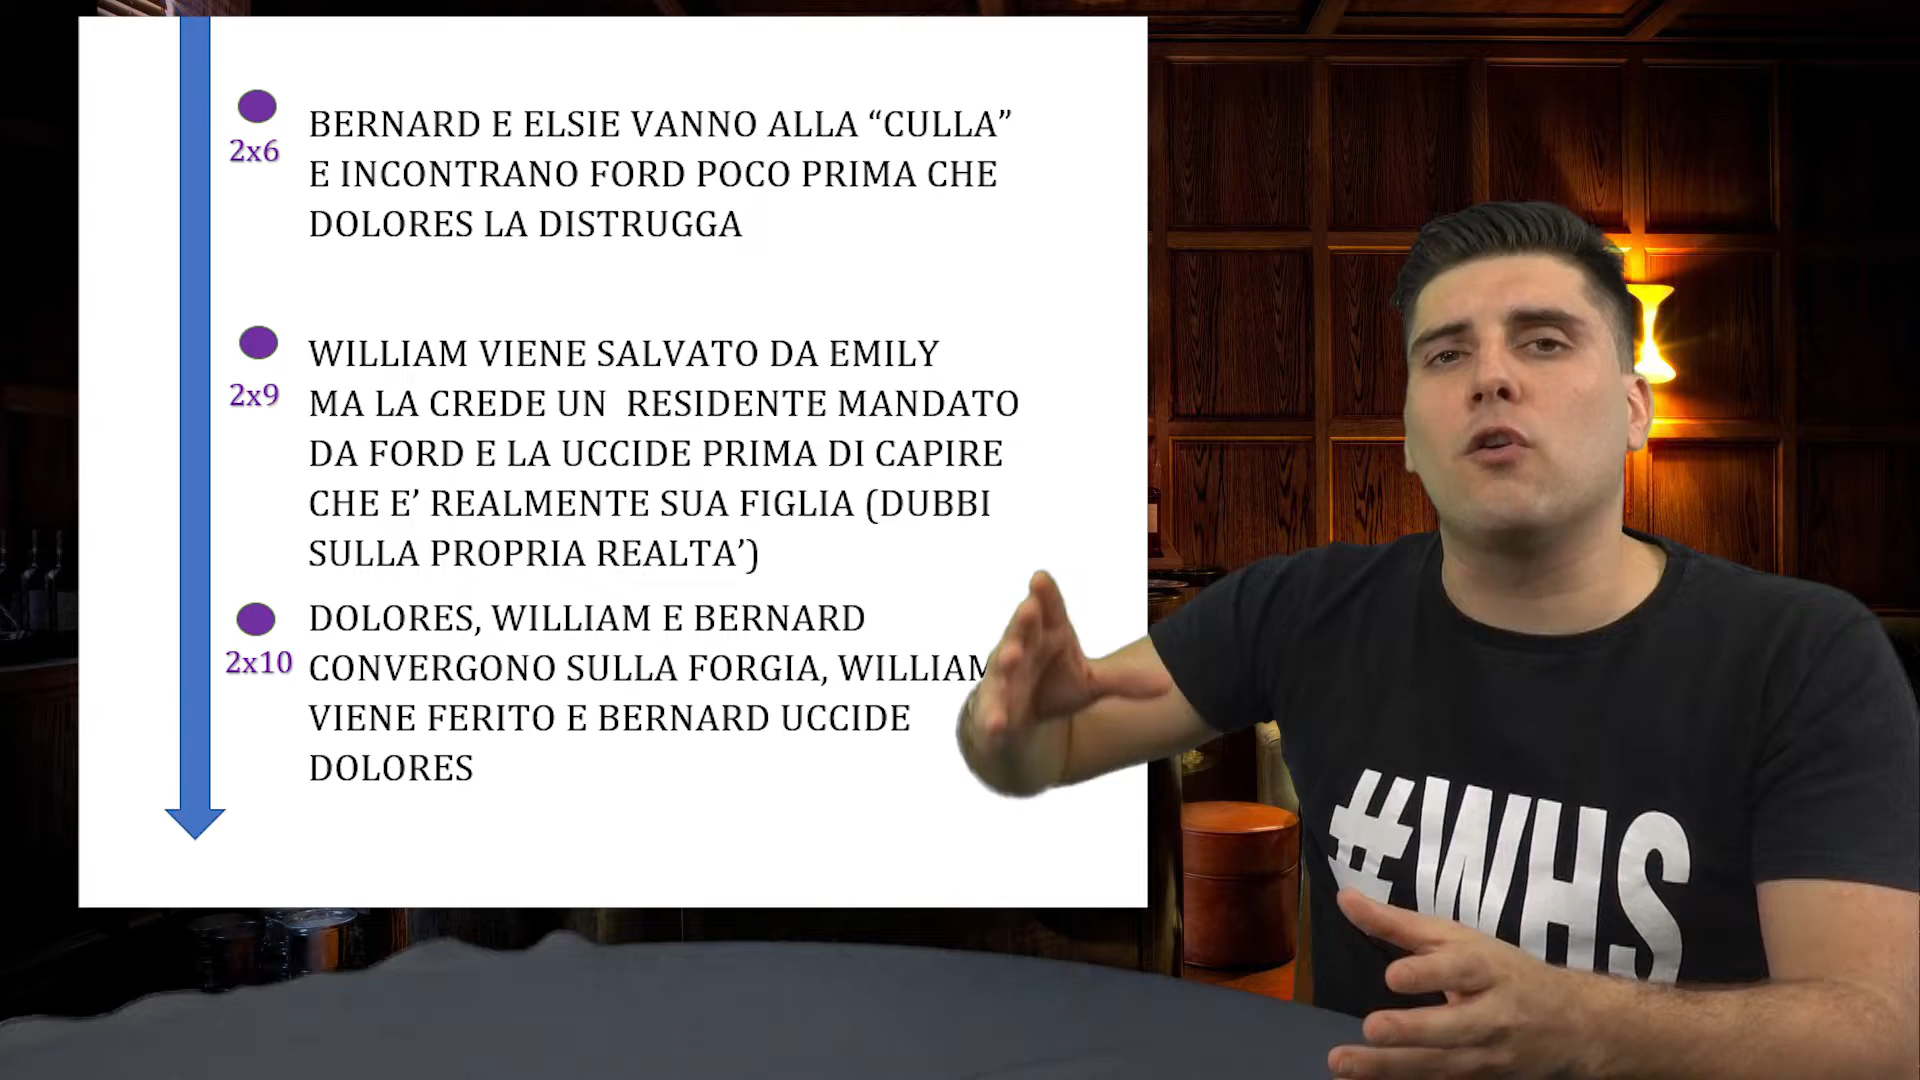 BERNARD E ELSIE VANNO ALLA “CULLA”
2x6
E INCONTRANO FORD POCO PRIMA CHE
DOLORES LA DISTRUGGA
WILLIAM VIENE SALVATO DA EMILY
2x9
MA LA CREDE UN RESIDENTE MANDATO
DA FORD E LA UCCIDE PRIMA DI CAPIRE
CHE E’ REALMENTE SUA FIGLIA (DUBBI
SULLA PROPRIA REALTA’)
DOLORES, WILLIAM E BERNARD
2x10
CONVERGONO SULLA FORGIA, WILLIAM
VIENE FERITO E BERNARD UCCIDE
DOLORES
#WHS